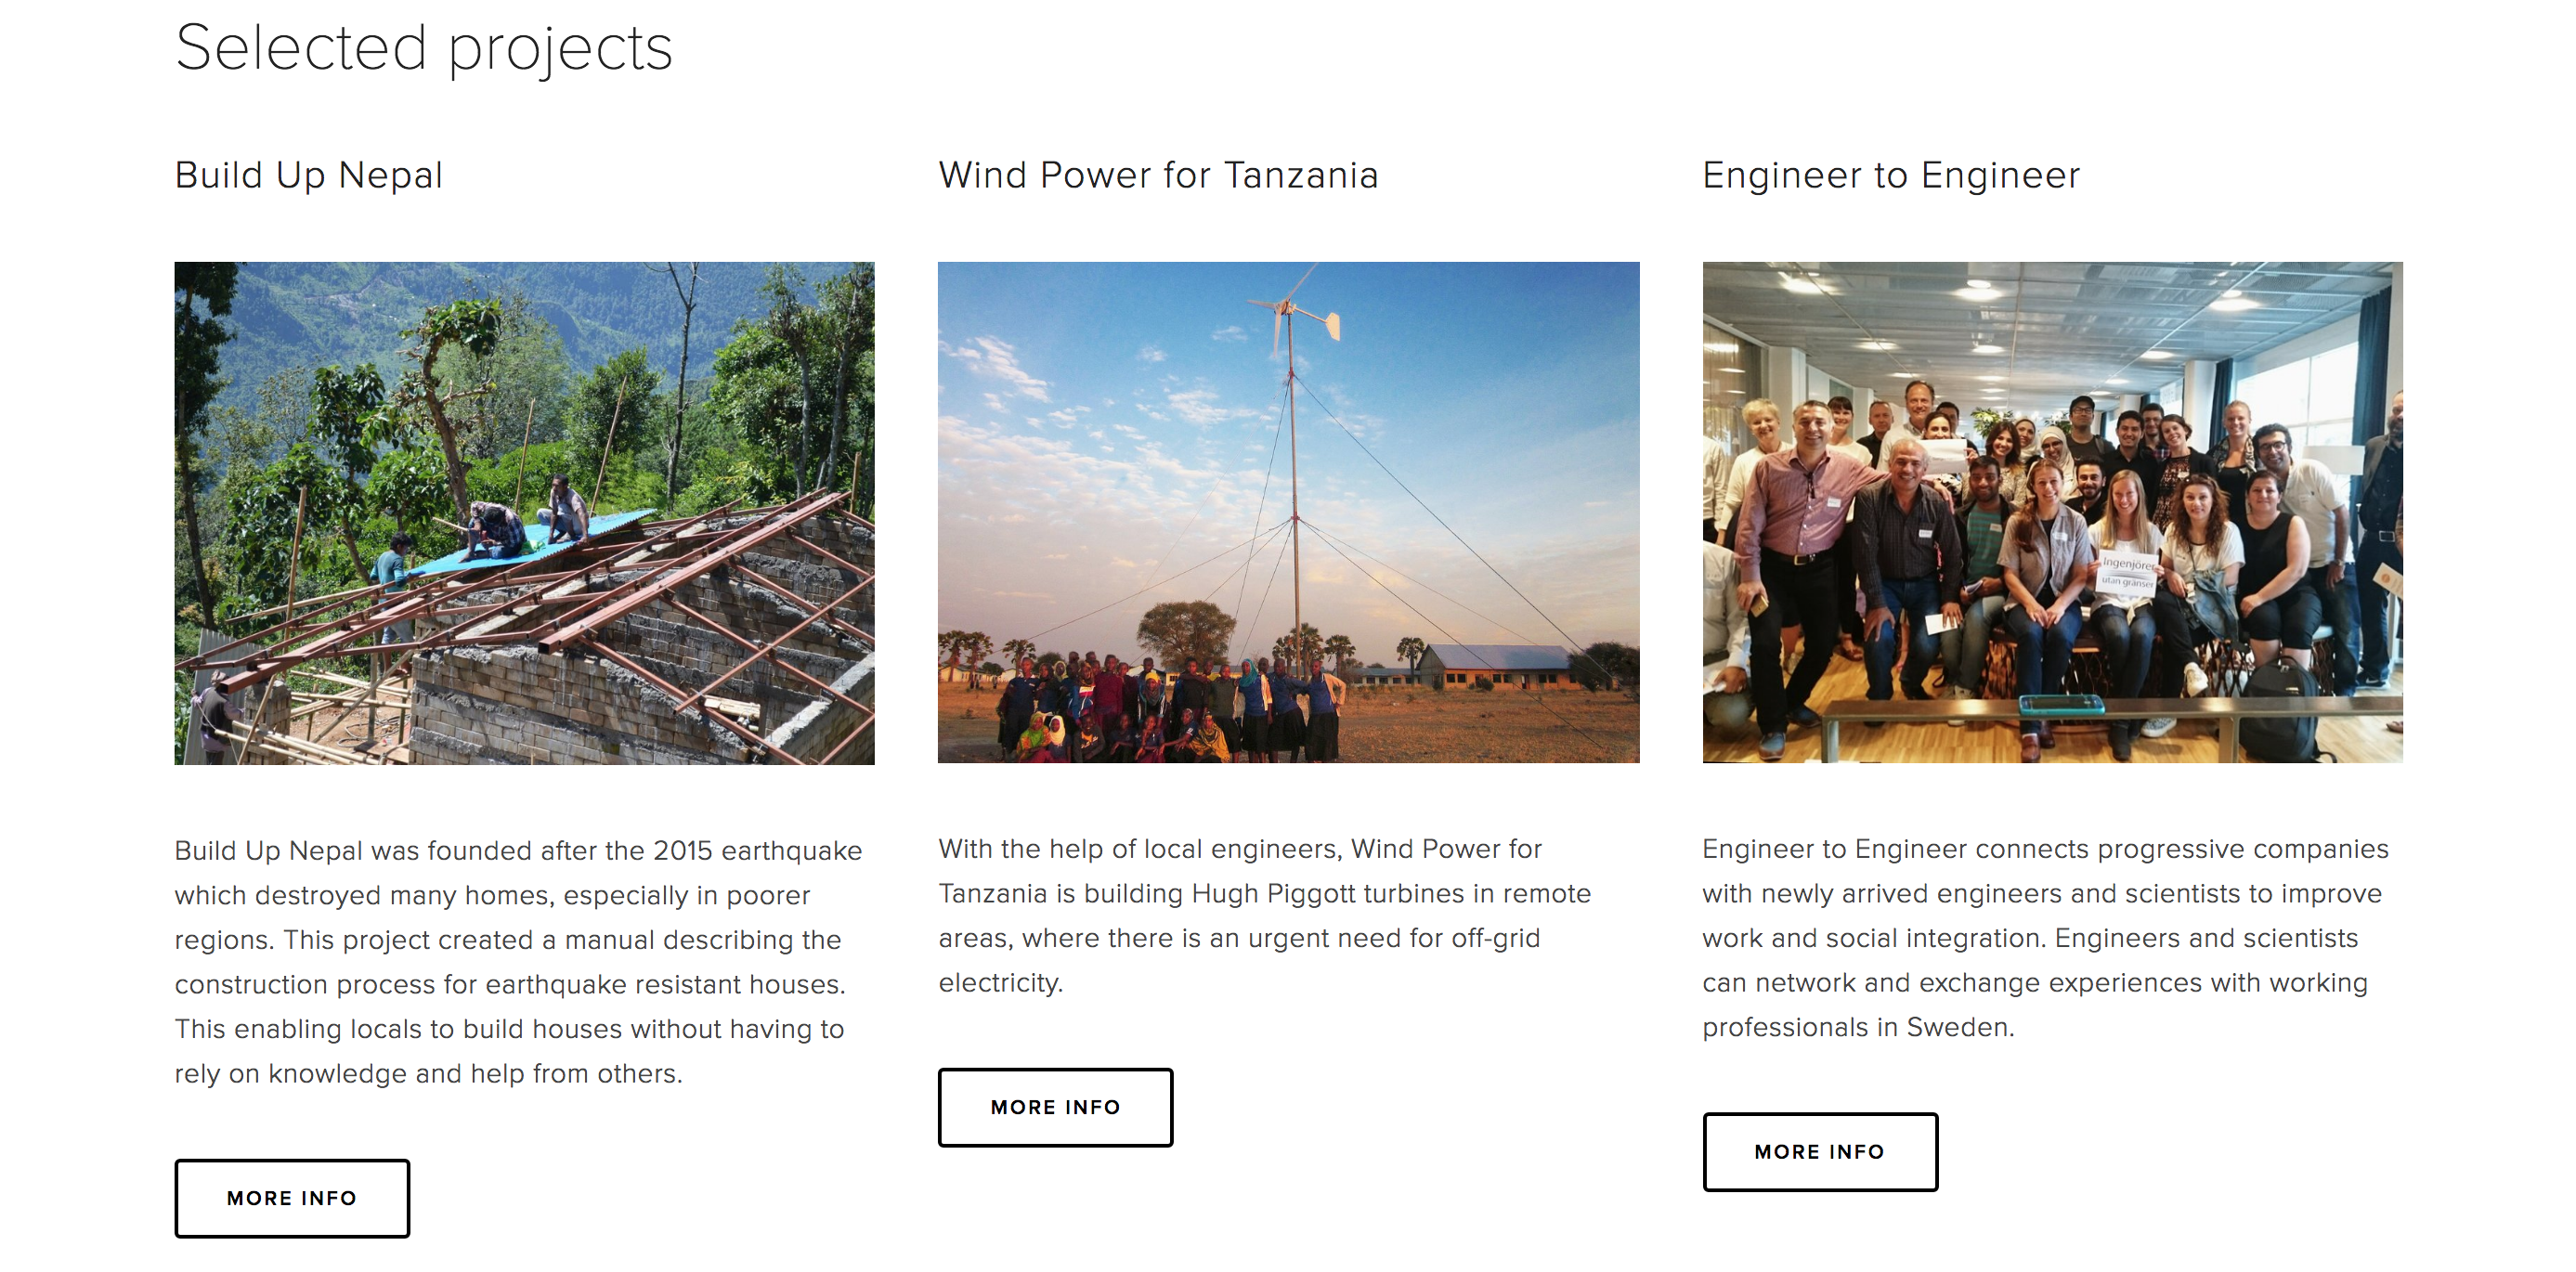 Selected projects
Build Up Nepal
Wind Power for Tanzania
Engineer to Engineer
Ingenjörer
utan gränser
Build Up Nepal was founded after the 2015 earthquake
which destroyed many homes, especially in poorer
regions. This project created a manual describing the
construction process for earthquake resistant houses.
This enabling locals to build houses without having to
rely on knowledge and help from others.
MORE INFO
With the help of local engineers, Wind Power for
Tanzania is building Hugh Piggott turbines in remote
areas, where there is an urgent need for off-grid
electricity.
MORE INFO
Engineer to Engineer connects progressive companies
with newly arrived engineers and scientists to improve
work and social integration. Engineers and scientists
can network and exchange experiences with working
professionals in Sweden.
MORE INFO